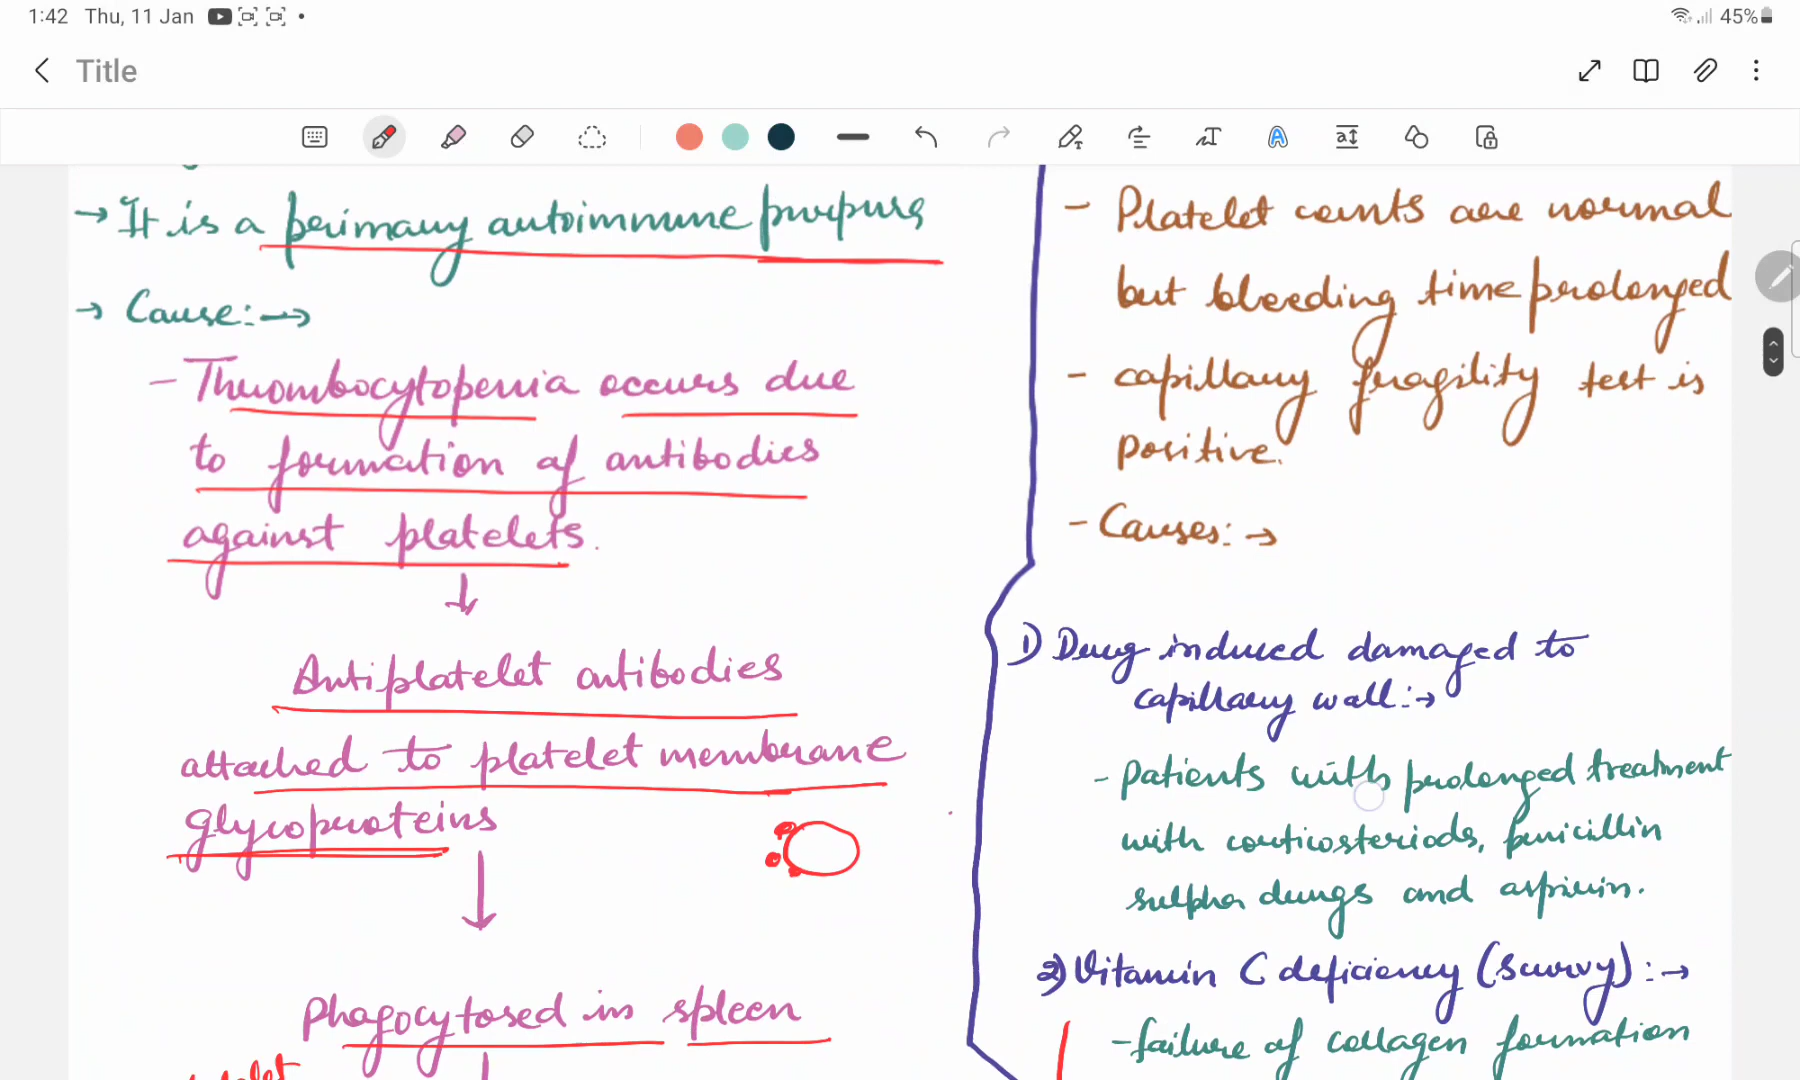 1:42 Thu, 11 Jan
45%
Title
→ It is a perimary autoimmune purpura
→ Cause:→
- Thrombocytopenia occurs due
to formation of antibodies
against platelets.
↓
Antiplatelet antibodies
attached to platelet membrane
glycoproteins
↓
Phagocytosed in spleen
- Platelet counts are normal
but bleeding time prolonged
- capillary fragility test is
positive.
- Causes:→
1) Drug induced damaged to
capillary wall:→
- patients with prolonged treatment
with corticosteriods, penicillin
sulpha drugs and aspirin.
2) Vitamin C deficiency (scurvy):→
- failure of collagen formation